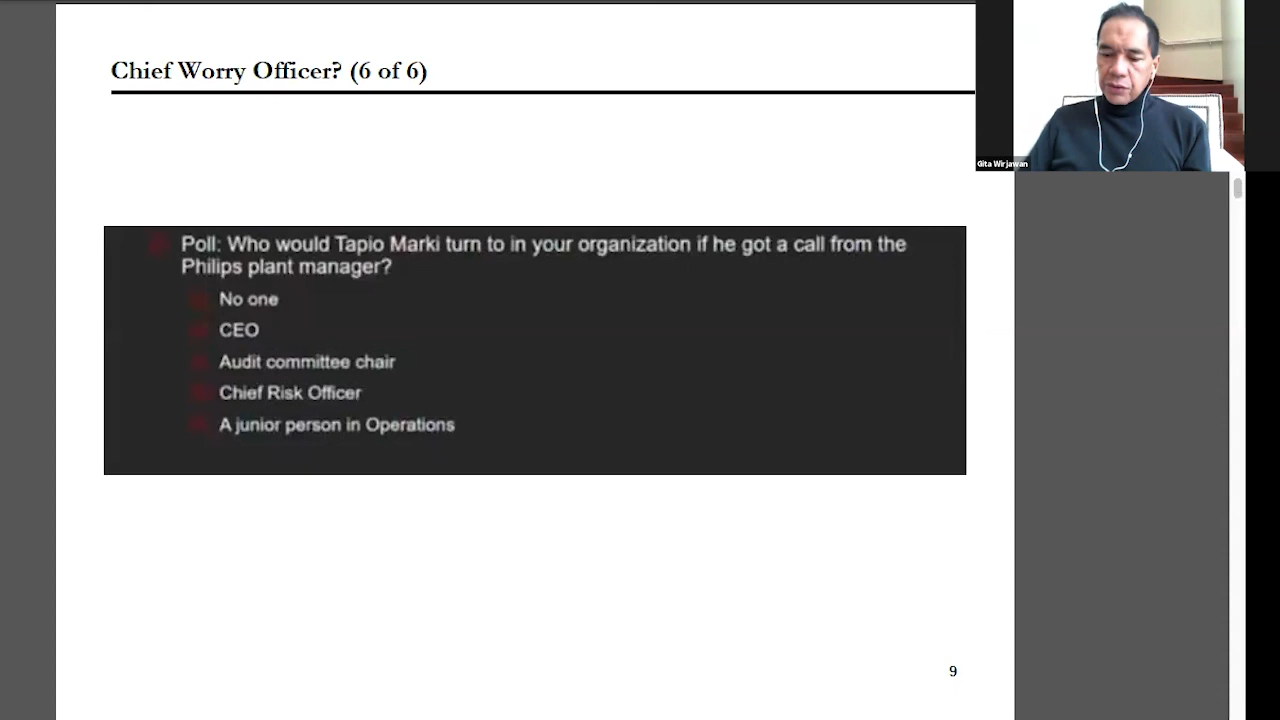 Chief Worry Officer? (6 of 6)
Gita Wirjawan
Poll: Who would Tapio Marki turn to in your organization if he got a call from the
Philips plant manager?
No one
CEO
Audit committee chair
Chief Risk Officer
A junior person in Operations
9